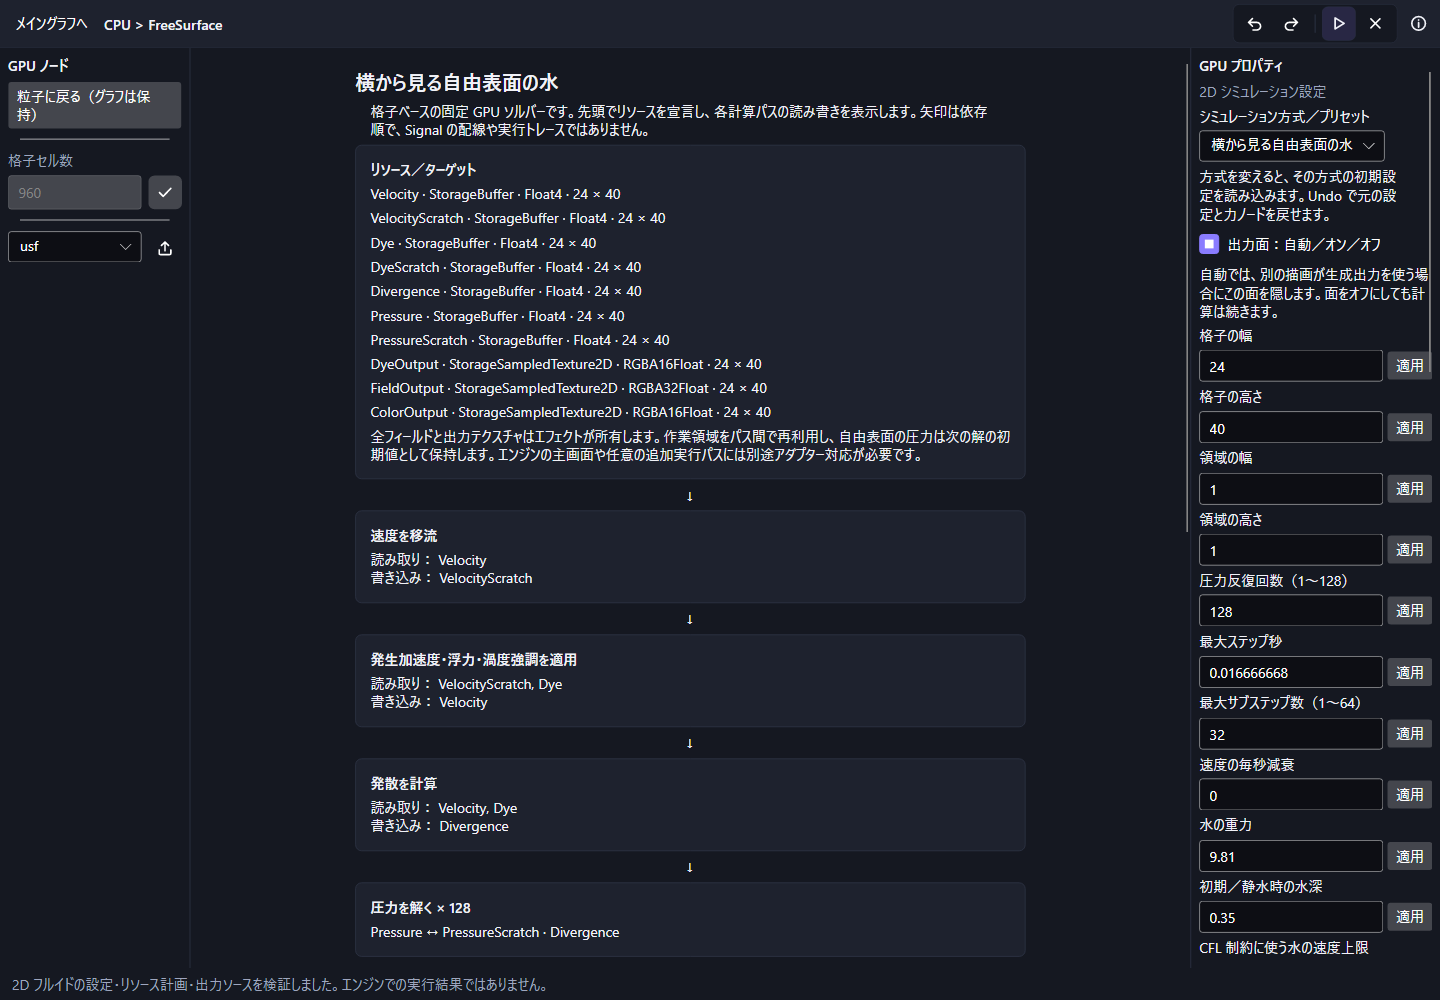 メイングラフへ CPU > FreeSurface
GPU ノード
粒子に戻る（グラフは保
持）
格子セル数
960
usf
横から見る自由表面の水
格子ベースの固定 GPU ソルバーです。先頭でリソースを宣言し、各計算パスの読み書きを表示します。矢印は依存
順で、Signal の配線や実行トレースではありません。
リソース／ターゲット
Velocity · StorageBuffer · Float4 · 24 × 40
VelocityScratch · StorageBuffer · Float4 · 24 × 40
Dye · StorageBuffer · Float4 · 24 × 40
DyeScratch · StorageBuffer · Float4 · 24 × 40
Divergence · StorageBuffer · Float4 · 24 × 40
Pressure · StorageBuffer · Float4 · 24 × 40
PressureScratch · StorageBuffer · Float4 · 24 × 40
DyeOutput · StorageSampledTexture2D · RGBA16Float · 24 × 40
FieldOutput · StorageSampledTexture2D · RGBA32Float · 24 × 40
ColorOutput · StorageSampledTexture2D · RGBA16Float · 24 × 40
全フィールドと出力テクスチャはエフェクトが所有します。作業領域をパス間で再利用し、自由表面の圧力は次の解の初
期値として保持します。エンジンの主画面や任意の追加実行パスには別途アダプター対応が必要です。
↓
速度を移流
読み取り： Velocity
書き込み： VelocityScratch
↓
発生加速度・浮力・渦度強調を適用
読み取り： VelocityScratch, Dye
書き込み： Velocity
↓
発散を計算
読み取り： Velocity, Dye
書き込み： Divergence
↓
圧力を解く × 128
Pressure ↔ PressureScratch · Divergence
GPU プロパティ
2D シミュレーション設定
シミュレーション方式／プリセット
横から見る自由表面の水
方式を変えると、その方式の初期設
定を読み込みます。Undo で元の設
定と力ノードを戻せます。
出力面：自動／オン／オフ
自動では、別の描画が生成出力を使う場
合にこの面を隠します。面をオフにしても計
算は続きます。
格子の幅
24 適用
格子の高さ
40 適用
領域の幅
1 適用
領域の高さ
1 適用
圧力反復回数（1～128）
128 適用
最大ステップ秒
0.016666668 適用
最大サブステップ数（1～64）
32 適用
速度の毎秒減衰
0 適用
水の重力
9.81 適用
初期／静水時の水深
0.35 適用
CFL 制約に使う水の速度上限
2D フルイドの設定・リソース計画・出力ソースを検証しました。エンジンでの実行結果ではありません。